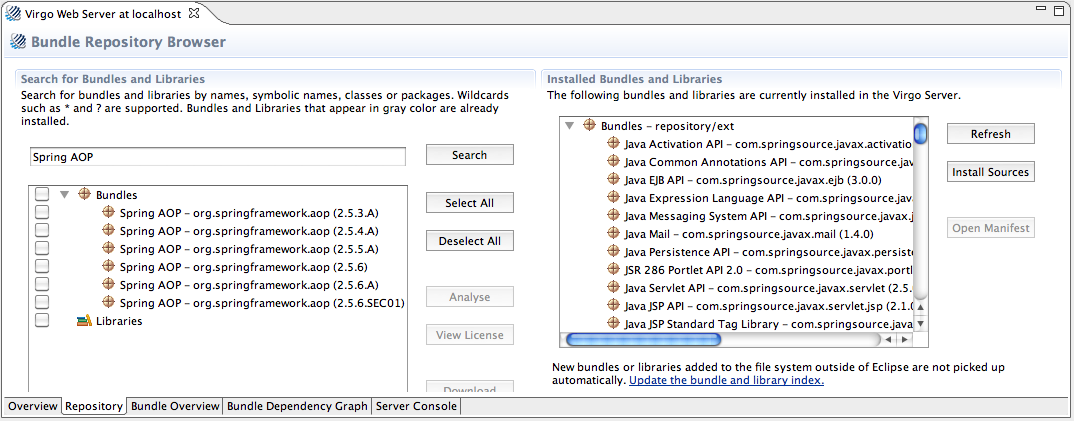 Virgo Web Server at localhost
Bundle Repository Browser
Search for Bundles and Libraries
Search for bundles and libraries by names, symbolic names, classes or packages. Wildcards
such as * and ? are supported. Bundles and Libraries that appear in gray color are already
installed.
Spring AOP
Search
Bundles
Spring AOP - org.springframework.aop (2.5.3.A)
Spring AOP - org.springframework.aop (2.5.4.A)
Spring AOP - org.springframework.aop (2.5.5.A)
Spring AOP - org.springframework.aop (2.5.6)
Spring AOP - org.springframework.aop (2.5.6.A)
Spring AOP - org.springframework.aop (2.5.6.SEC01)
Libraries
Select All
Deselect All
Analyse
View License
Download
Installed Bundles and Libraries
The following bundles and libraries are currently installed in the Virgo Server.
Bundles - repository/ext
Java Activation API - com.springsource.javax.activatio
Java Common Annotations API - com.springsource.ja
Java EJB API - com.springsource.javax.ejb (3.0.0)
Java Expression Language API - com.springsource.jav
Java Messaging System API - com.springsource.javax.j
Java Mail - com.springsource.javax.mail (1.4.0)
Java Persistence API - com.springsource.javax.persiste
JSR 286 Portlet API 2.0 - com.springsource.javax.portl
Java Servlet API - com.springsource.javax.servlet (2.5.
Java JSP API - com.springsource.javax.servlet.jsp (2.1.0
Java JSP Standard Tag Library - com.springsource.java
Refresh
Install Sources
Open Manifest
New bundles or libraries added to the file system outside of Eclipse are not picked up
automatically. Update the bundle and library index.
Overview
Repository
Bundle Overview
Bundle Dependency Graph
Server Console